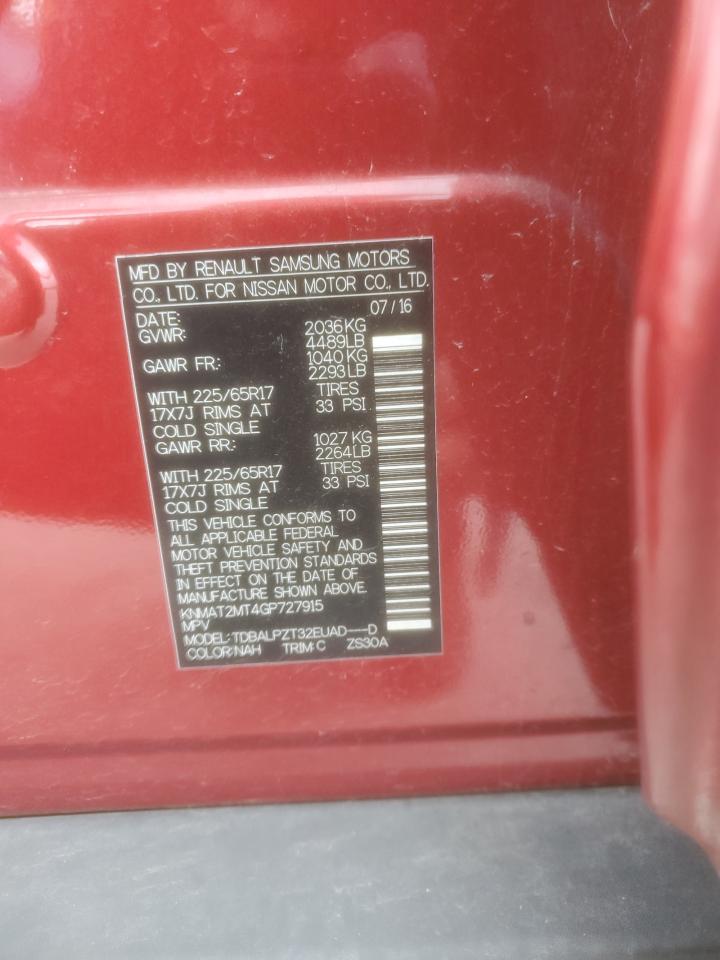 MFD BY RENAULT SAMSUNG MOTORS
CO., LTD. FOR NISSAN MOTOR CO., LTD.
DATE: 07/16
GVWR: 2036KG
4489LB
GAWR FR: 1040 KG
2293LB
WITH 225/65R17 TIRES
17X7J RIMS AT 33 PSI
COLD SINGLE
GAWR RR: 1027 KG
2264LB
WITH 225/65R17 TIRES
17X7J RIMS AT 33 PSI
COLD SINGLE
THIS VEHICLE CONFORMS TO
ALL APPLICABLE FEDERAL
MOTOR VEHICLE SAFETY AND
THEFT PREVENTION STANDARDS
IN EFFECT ON THE DATE OF
MANUFACTURE SHOWN ABOVE.
KNMAT2MT4GP727915
MPV
MODEL: TDBALPZT32EUAD---D
COLOR:NAH TRIM:C ZS30A